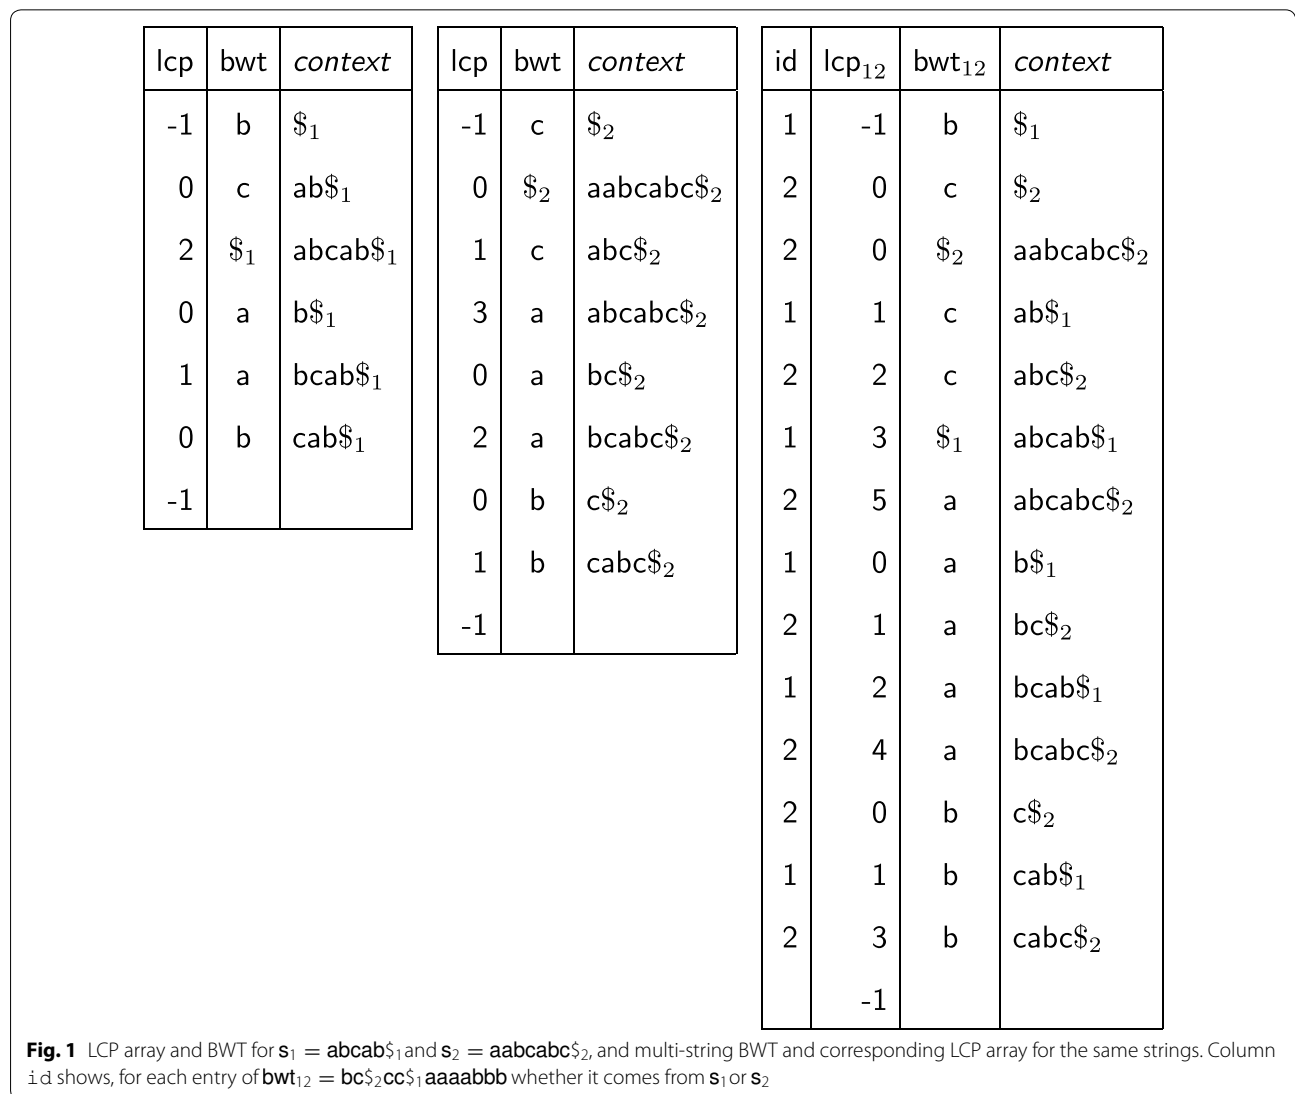 lcp bwt context
-1 b $₁
0 c ab$₁
2 $₁ abcab$₁
0 a b$₁
1 a bcab$₁
0 b cab$₁
-1
lcp bwt context
-1 c $₂
0 $₂ aabcabc$₂
1 c abc$₂
3 a abcabc$₂
0 a bc$₂
2 a bcabc$₂
0 b c$₂
1 b cabc$₂
-1
id lcp₁₂ bwt₁₂ context
1 -1 b $₁
2 0 c $₂
2 0 $₂ aabcabc$₂
1 1 c ab$₁
2 2 c abc$₂
1 3 $₁ abcab$₁
2 5 a abcabc$₂
1 0 a b$₁
2 1 a bc$₂
1 2 a bcab$₁
2 4 a bcabc$₂
2 0 b c$₂
1 1 b cab$₁
2 3 b cabc$₂
-1
Fig. 1 LCP array and BWT for s₁ = abcab$₁and s₂ = aabcabc$₂, and multi-string BWT and corresponding LCP array for the same strings. Column
id shows, for each entry of bwt₁₂ = bc$₂cc$₁aaaabbb whether it comes from s₁or s₂